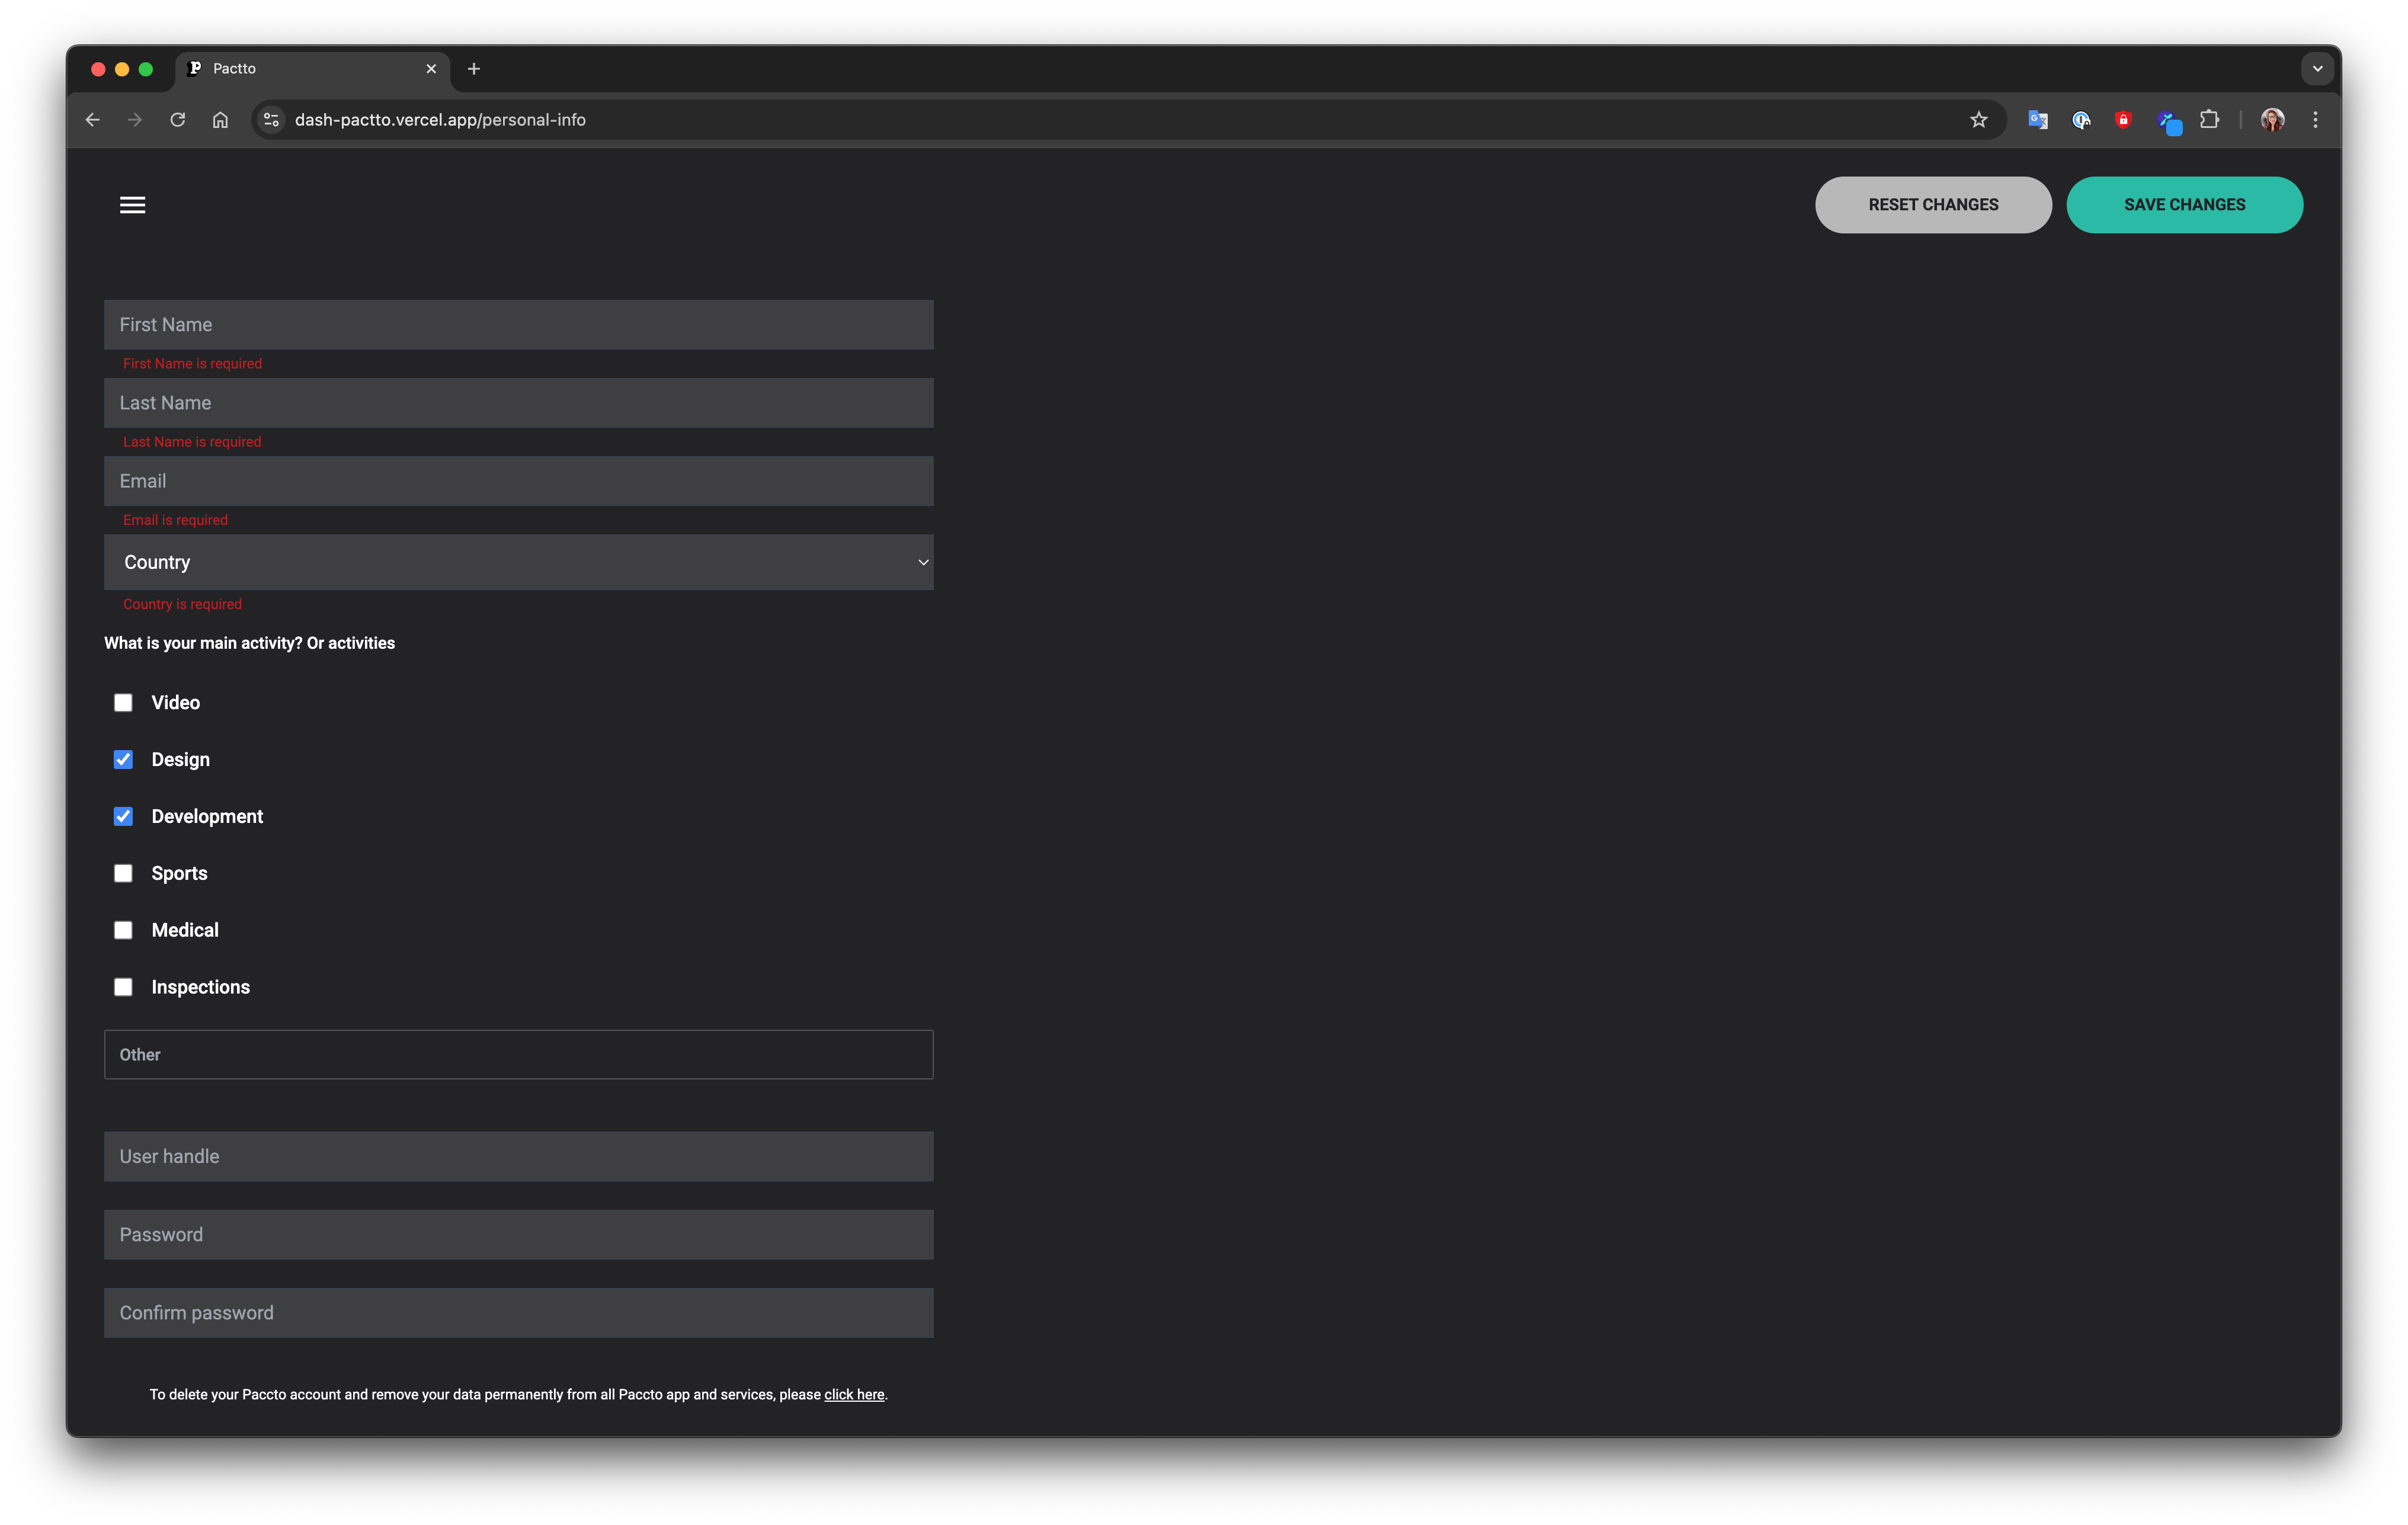 Pactto
dash-pactto.vercel.app/personal-info
RESET CHANGES
SAVE CHANGES
First Name
First Name is required
Last Name
Last Name is required
Email
Email is required
Country
Country is required
What is your main activity? Or activities
Video
Design
Development
Sports
Medical
Inspections
Other
User handle
Password
Confirm password
To delete your Paccto account and remove your data permanently from all Paccto app and services, please click here.